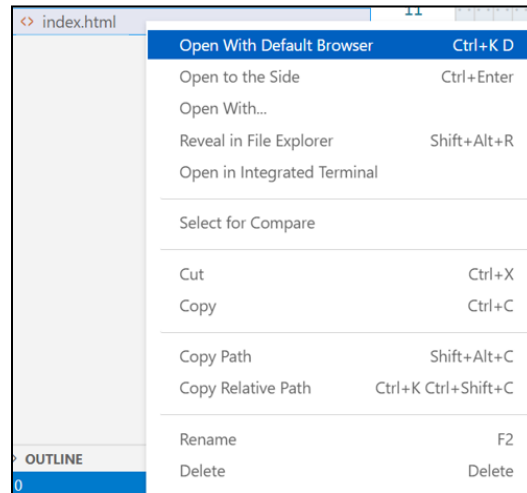 <> index.html
11
Open With Default Browser Ctrl+K D
Open to the Side Ctrl+Enter
Open With...
Reveal in File Explorer Shift+Alt+R
Open in Integrated Terminal
Select for Compare
Cut Ctrl+X
Copy Ctrl+C
Copy Path Shift+Alt+C
Copy Relative Path Ctrl+K Ctrl+Shift+C
Rename F2
OUTLINE
Delete Delete
0